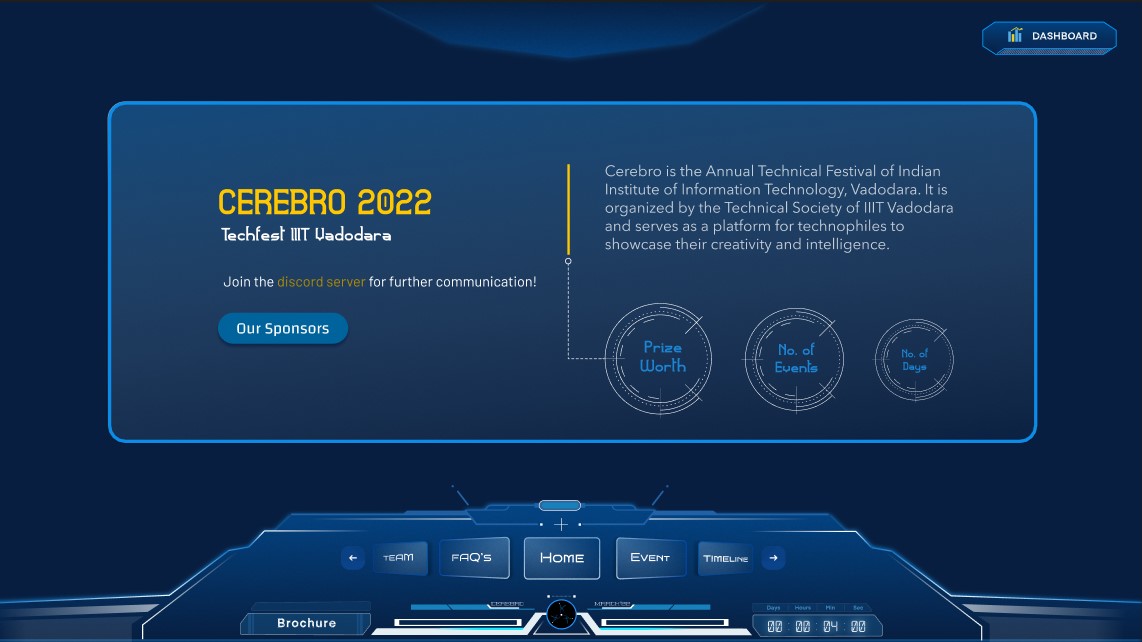 DASHBOARD
CEREBRO 2022
Techfest IIIT Vadodara
Join the discord server for further communication!
Our Sponsors
Cerebro is the Annual Technical Festival of Indian
Institute of Information Technology, Vadodara. It is
organized by the Technical Society of IIIT Vadodara
and serves as a platform for technophiles to
showcase their creativity and intelligence.
Prize
Worth
No. of
Events
No. of
Days
TEAM
FAQ's
HOME
EVENT
TIMELINE
CEREBRO
Brochure
Days Hours Min Sec
00 : 00 : 04 : 00